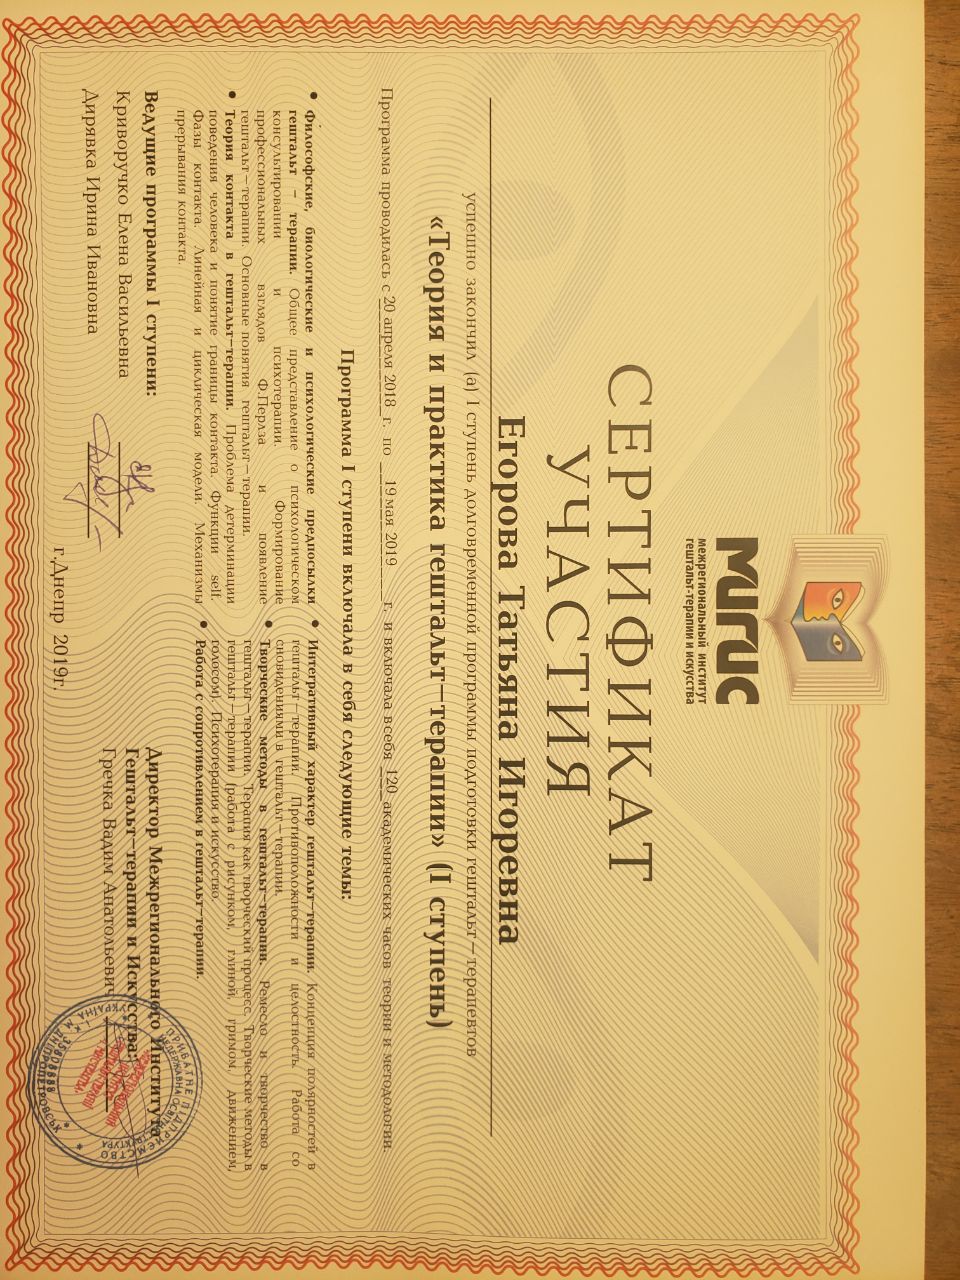 мигис
межрегиональный институт
гештальт-терапии и искусства
СЕРТИФИКАТ
УЧАСТИЯ
Егорова Татьяна Игоревна
успешно закончил (а) I ступень долговременной программы подготовки гештальт – терапевтов
«Теория и практика гештальт–терапии» (I ступень)
Программа проводилась с 20 апреля 2018 г. по 19 мая 2019 г. и включала в себя 120 академических часов теории и методологии.
Программа I ступени включала в себя следующие темы:
• Философские, биологические и психологические предпосылки
гештальт – терапии. Общее представление о психологическом
консультировании и психотерапии. Формирование
профессиональных взглядов Ф.Перлза и появление
гештальт – терапии. Основные понятия гештальт – терапии.
• Теория контакта в гештальт–терапии. Проблема детерминации
поведения человека и понятие границы контакта. Функции self.
Фазы контакта. Линейная и циклическая модели. Механизмы
прерывания контакта.
• Интегративный характер гештальт–терапии. Концепция полярностей в
гештальт – терапии. Противоположности и целостность. Работа со
сновидениями в гештальт – терапии.
• Творческие методы в гештальт–терапии. Ремесло и творчество в
гештальт – терапии. Терапия как творческий процесс. Творческие методы в
гештальт – терапии (работа с рисунком, глиной, гримом, движением,
голосом). Психотерапия и искусство.
• Работа с сопротивлением в гештальт–терапии.
Ведущие программы I ступени:
Криворучко Елена Васильевна
Дирявка Ирина Ивановна
Директор Межрегионального Института
Гештальт–терапии и Искусства:
Гречка Вадим Анатольевич
г.Днепр 2019г.
ПРИВАТНЕ ПІДПРИЄМСТВО
УКРАЇНА м.ДНІПРОПЕТРОВСЬК